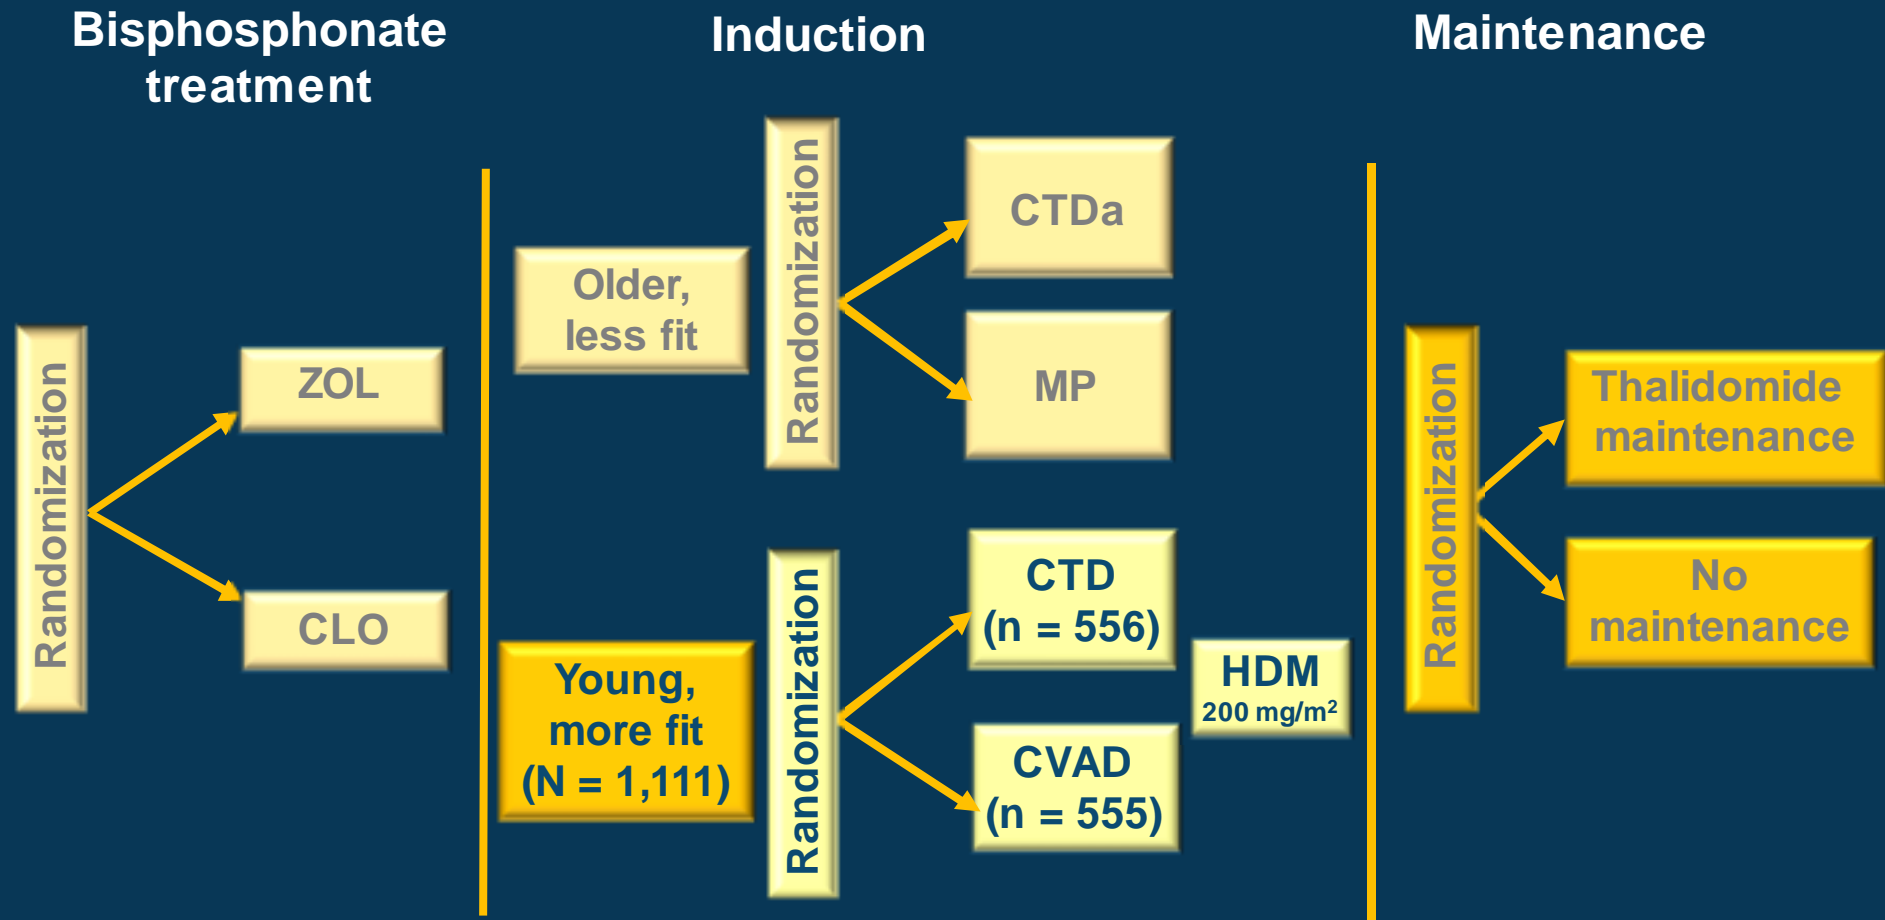 Bisphosphonate
treatment
Randomization
ZOL
CLO
Induction
Older,
less fit
Randomization
CTDa
MP
Young,
more fit
(N = 1,111)
Randomization
CTD
(n = 556)
CVAD
(n = 555)
HDM
200 mg/m²
Maintenance
Randomization
Thalidomide
maintenance
No
maintenance